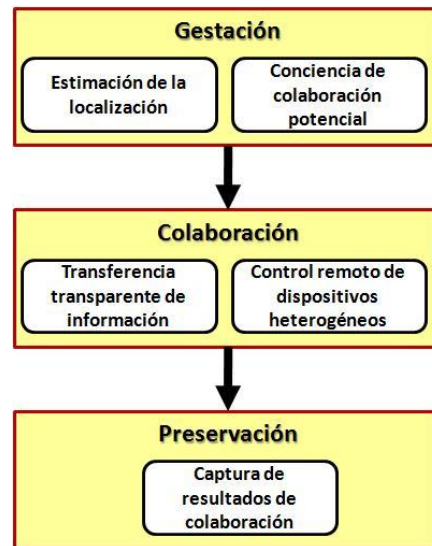 Gestación
Estimación de la
localización
Conciencia de
colaboración
potencial
Colaboración
Transferencia
transparente de
información
Control remoto de
dispositivos
heterogéneos
Preservación
Captura de
resultados de
colaboración